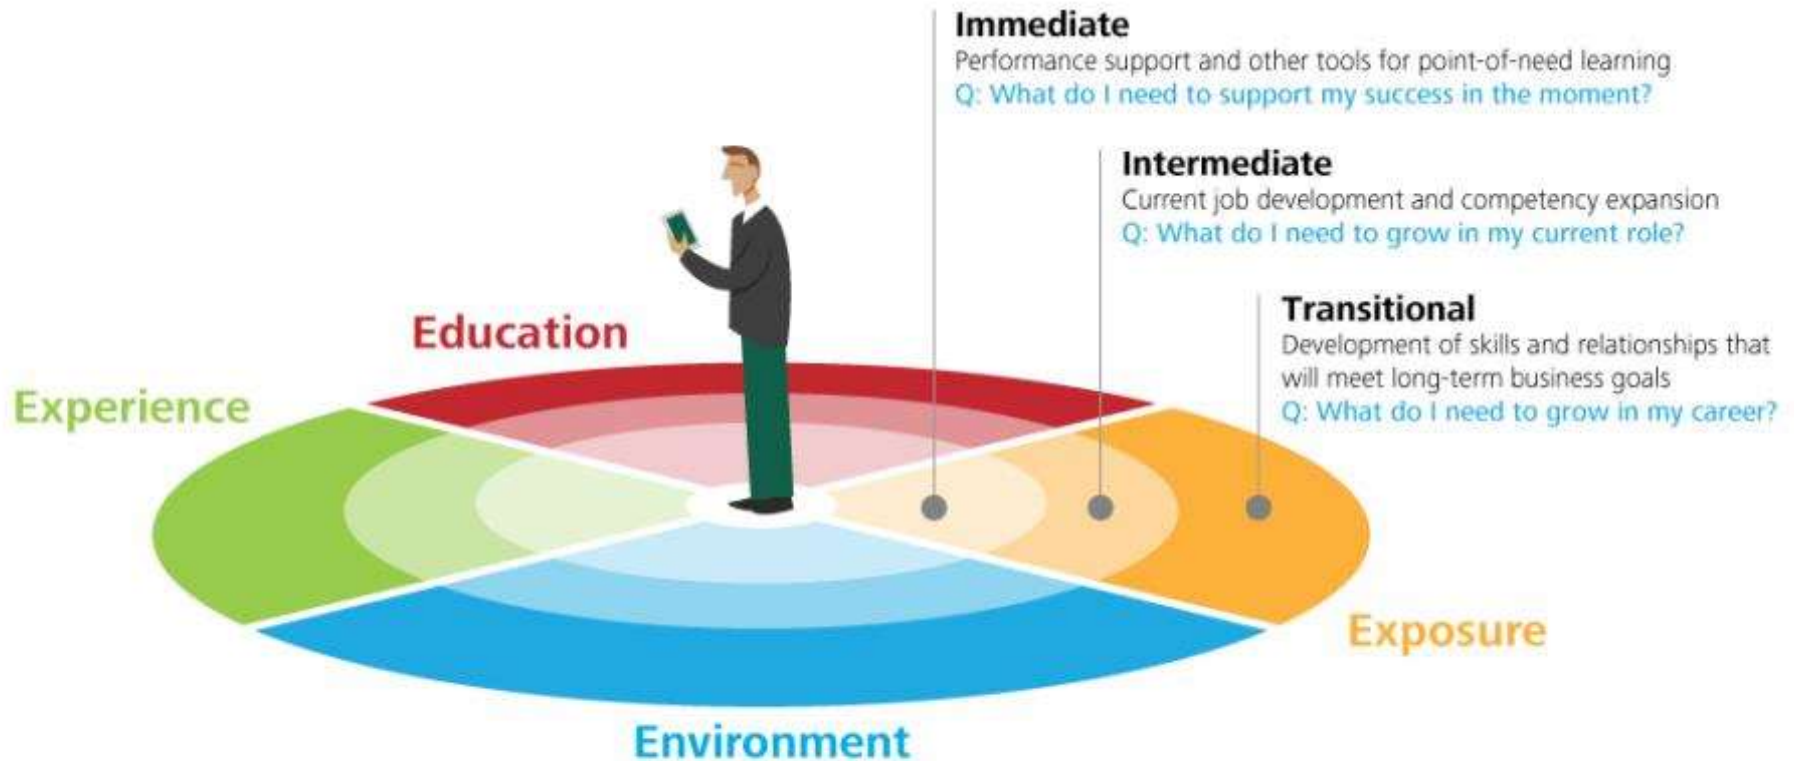 Immediate
Performance support and other tools for point-of-need learning
Q: What do I need to support my success in the moment?
Intermediate
Current job development and competency expansion
Q: What do I need to grow in my current role?
Transitional
Development of skills and relationships that
will meet long-term business goals
Q: What do I need to grow in my career?
Education
Experience
Exposure
Environment